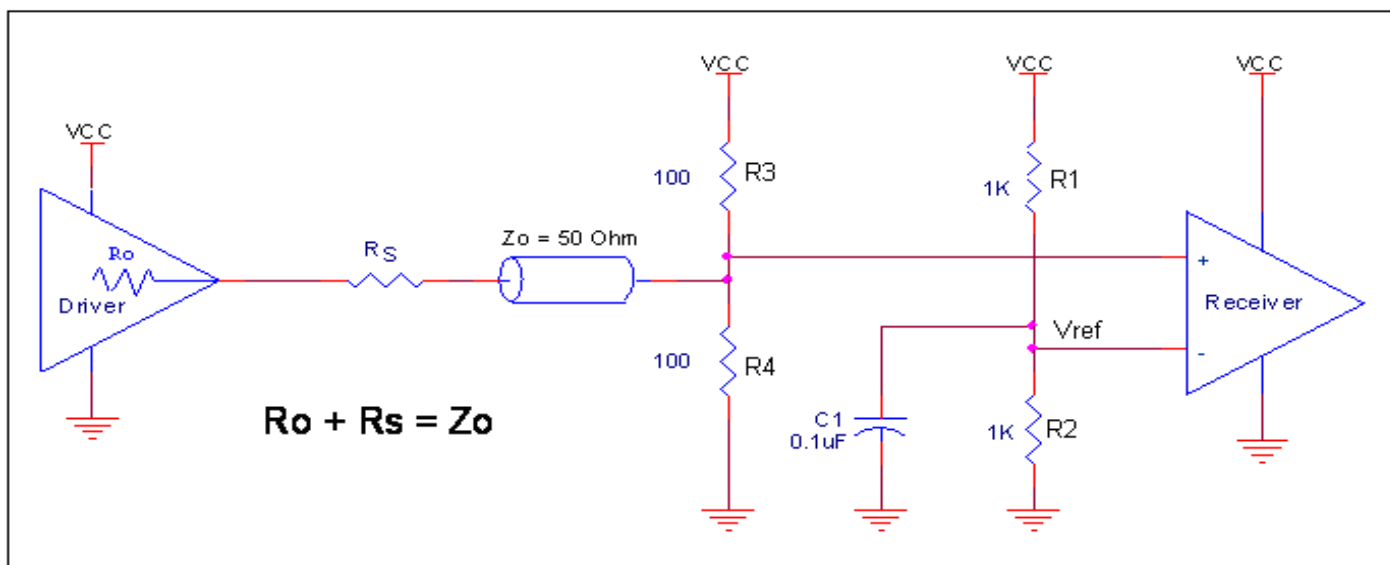 VCC
VCC
VCC
VCC
Ro
Driver
RS
Zo = 50 Ohm
100
R3
1K
R1
+
Receiver
-
Vref
100
R4
C1
0.1uF
1K
R2
Ro + Rs = Zo